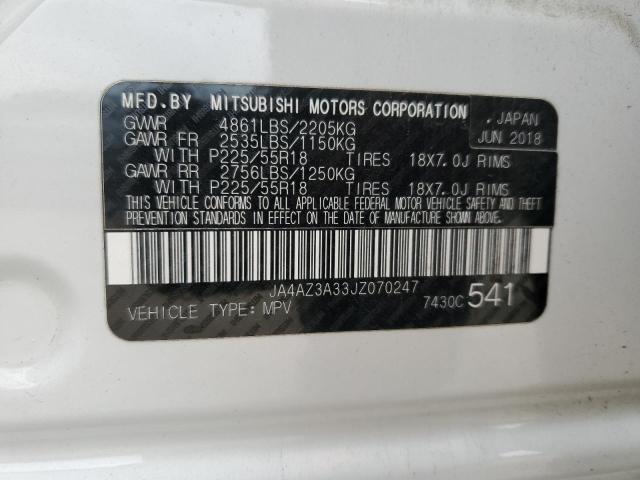 MFD.BY MITSUBISHI MOTORS CORPORATION . JAPAN
GVWR 4861LBS/2205KG JUN 2018
GAWR FR 2535LBS/1150KG
WITH P225/55R18 TIRES 18X7.0J RIMS
GAWR RR 2756LBS/1250KG
WITH P225/55R18 TIRES 18X7.0J RIMS
THIS VEHICLE CONFORMS TO ALL APPLICABLE FEDERAL MOTOR VEHICLE SAFETY AND THEFT
PREVENTION STANDARDS IN EFFECT ON THE DATE OF MANUFACTURE SHOWN ABOVE.
JA4AZ3A33JZ070247
VEHICLE TYPE: MPV 7430C 541